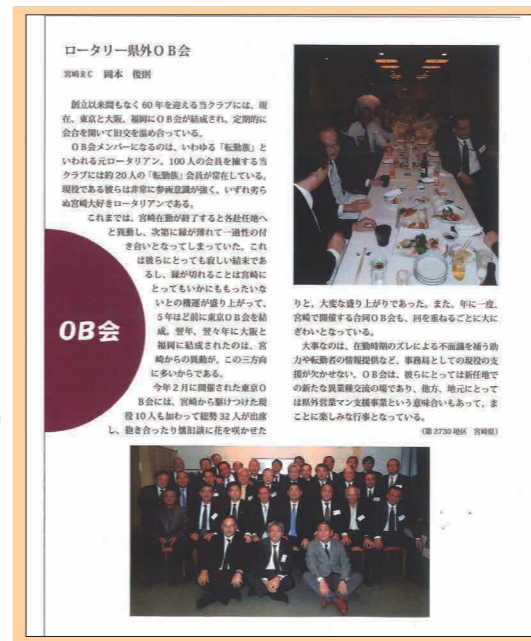 ロータリー県外OB会
宮崎RC 岡本 俊則
創立以来間もなく60年を迎える当クラブには、現
在、東京と大阪、福岡にOB会が結成され、定期的に
会合を開いて旧交を温め合っている。
OB会メンバーになるのは、いわゆる「転勤族」と
いわれる元ロータリアン。100人の会員を擁する当
クラブには約20人の「転勤族」会員が常在している。
現役である彼らは非常に参画意識が強く、いずれ劣ら
ぬ宮崎大好きロータリアンである。
これまでは、宮崎在勤が終了すると各赴任地へ
と異動し、次第に縁が薄れて一過性の付
き合いとなってしまっていた。これ
は彼らにとっても寂しい結末であ
るし、縁が切れることは宮崎に
とってもいかにももったいな
いとの機運が盛り上がって、
5年ほど前に東京OB会を結
成。翌年、翌々年に大阪と
福岡に結成されたのは、宮
崎からの異動が、この三方向
に多いからである。
今年2月に開催された東京O
B会には、宮崎から駆けつけた現
役10人も加わって総勢32人が出席
し、抱き合ったり懐旧談に花を咲かせた
OB会
りと、大変な盛り上がりであった。また、年に一度、
宮崎で開催する合同OB会も、回を重ねるごとに大に
ぎわいとなっている。
大事なのは、在勤時期のズレによる不面識を補う助
力や転勤者の情報提供など、事務局としての現役の支
援が欠かせない。OB会は、彼らにとっては新任地で
の新たな異業種交流の場であり、他方、地元にとって
は県外営業マン支援事業という意味合いもあって、ま
ことに楽しみな行事となっている。
(第2730地区 宮崎県)